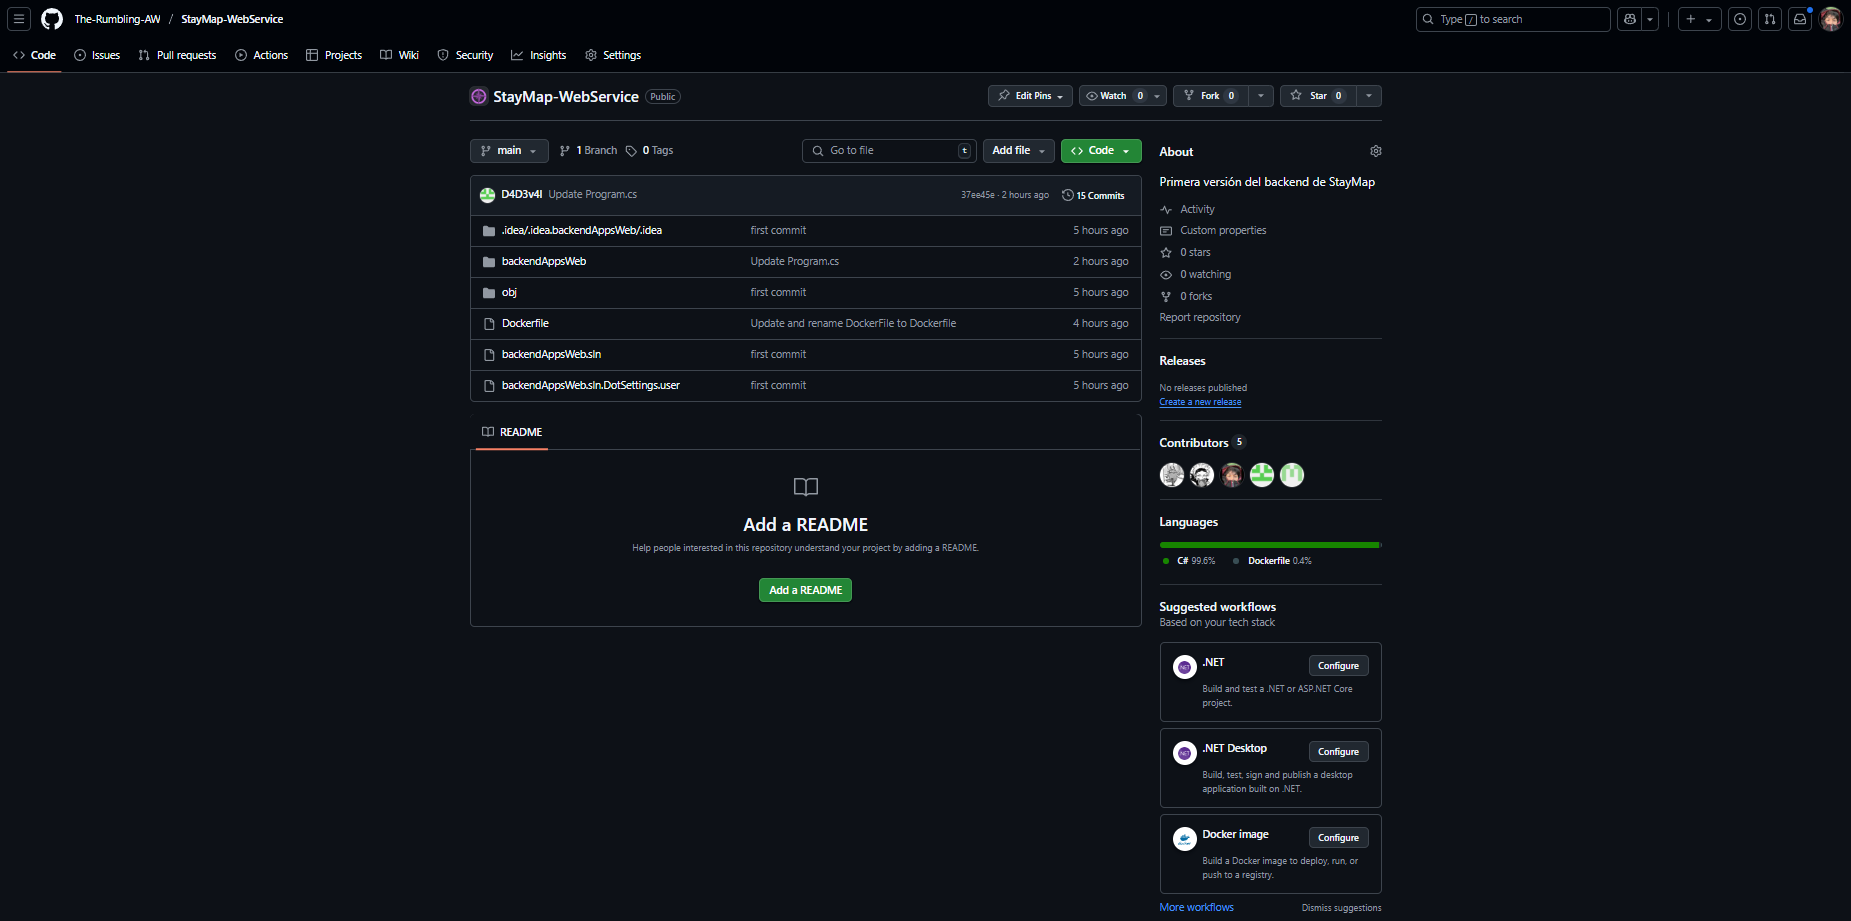 The-Rumbling-AW / StayMap-WebService
Type / to search
Code Issues Pull requests Actions Projects Wiki Security Insights Settings
StayMap-WebService Public
Edit Pins Watch 0 Fork 0 Star 0
main 1 Branch 0 Tags Go to file t Add file Code
D4D3v4l Update Program.cs 37ee45e · 2 hours ago 15 Commits
.idea/.idea.backendAppsWeb/.idea first commit 5 hours ago
backendAppsWeb Update Program.cs 2 hours ago
obj first commit 5 hours ago
Dockerfile Update and rename DockerFile to Dockerfile 4 hours ago
backendAppsWeb.sln first commit 5 hours ago
backendAppsWeb.sln.DotSettings.user first commit 5 hours ago
README
Add a README
Help people interested in this repository understand your project by adding a README.
Add a README
About
Primera versión del backend de StayMap
Activity
Custom properties
0 stars
0 watching
0 forks
Report repository
Releases
No releases published
Create a new release
Contributors 5
Languages
C# 99.6% Dockerfile 0.4%
Suggested workflows
Based on your tech stack
.NET Configure
Build and test a .NET or ASP.NET Core
project.
.NET Desktop Configure
Build, test, sign and publish a desktop
application built on .NET.
Docker image Configure
Build a Docker image to deploy, run, or
push to a registry.
More workflows Dismiss suggestions